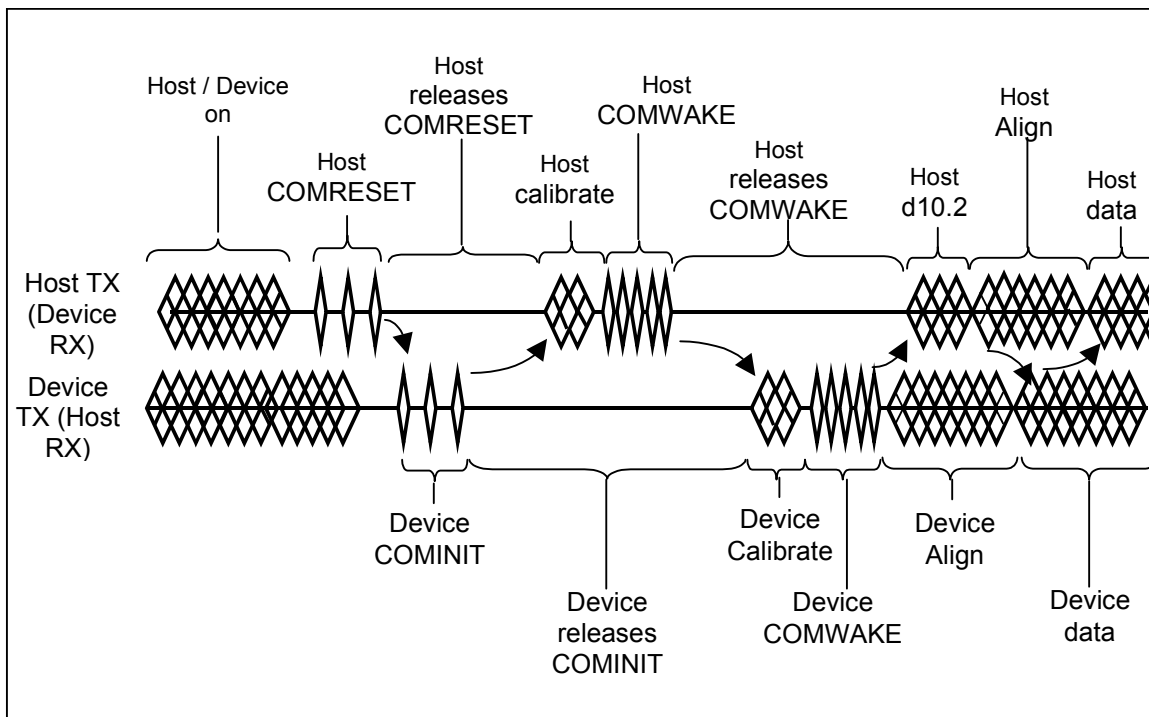 Host / Device
on
Host
COMRESET
Host
releases
COMRESET
Host
calibrate
Host
COMWAKE
Host
releases
COMWAKE
Host
d10.2
Host
Align
Host
data
Host TX
(Device
RX)
Device
TX (Host
RX)
Device
COMINIT
Device
releases
COMINIT
Device
Calibrate
Device
COMWAKE
Device
Align
Device
data